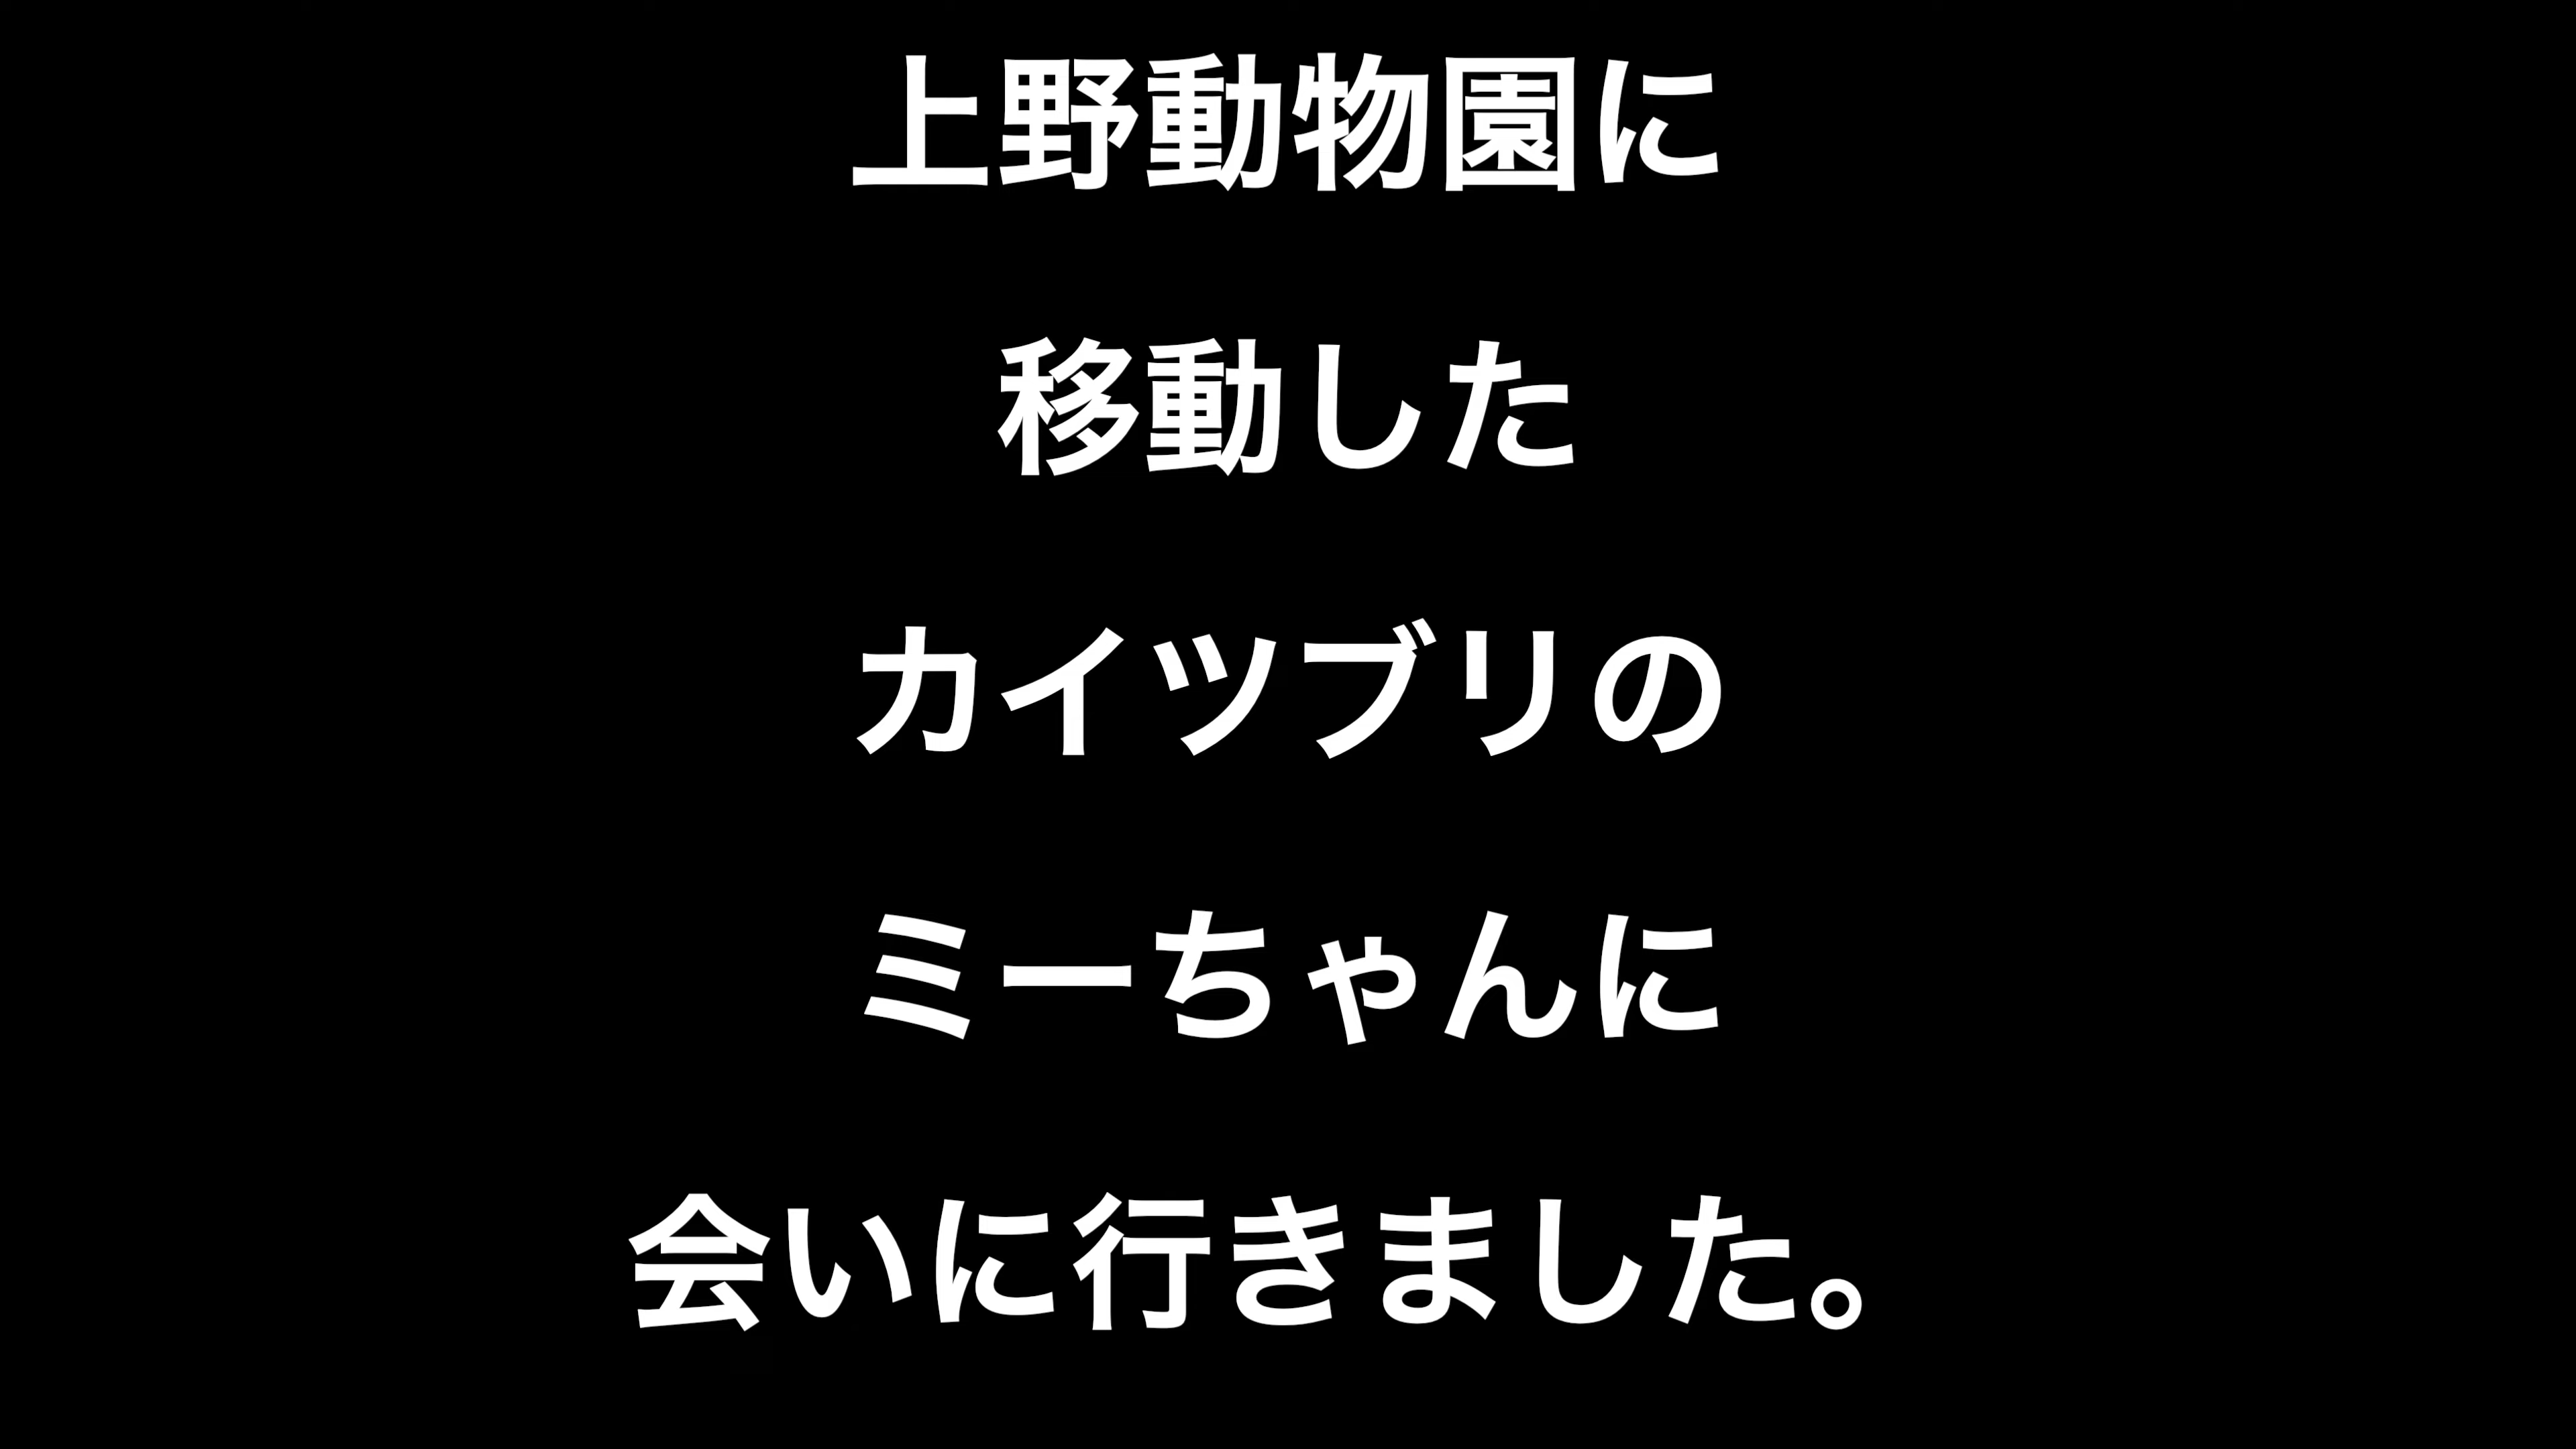 上野動物園に
移動した
カイツブリの
ミーちゃんに
会いに行きました。